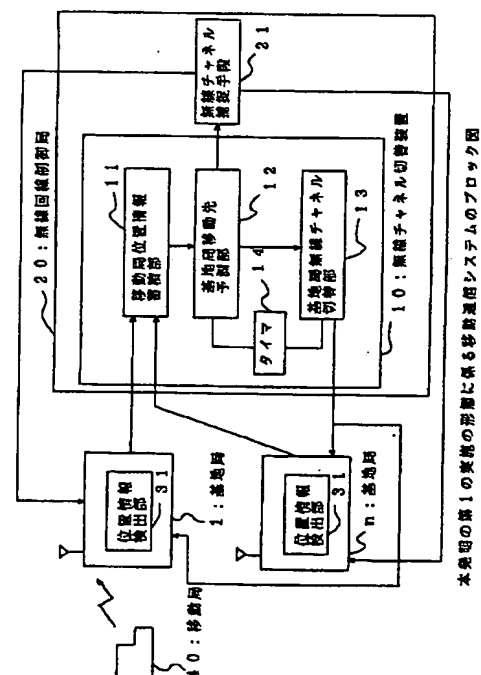 20：無線回線制御局
11
移動局位置情報
蓄積部
12
基地局移動先
予測部
14
タイマ
13
基地局無線チャネル
切替部
10：無線チャネル切替装置
21
無線チャネル
捕捉手段
位置情報
検出部
31
1：基地局
位置情報
検出部
31
n：基地局
40：移動局
本発明の第1の実施の形態に係る移動通信システムのブロック図